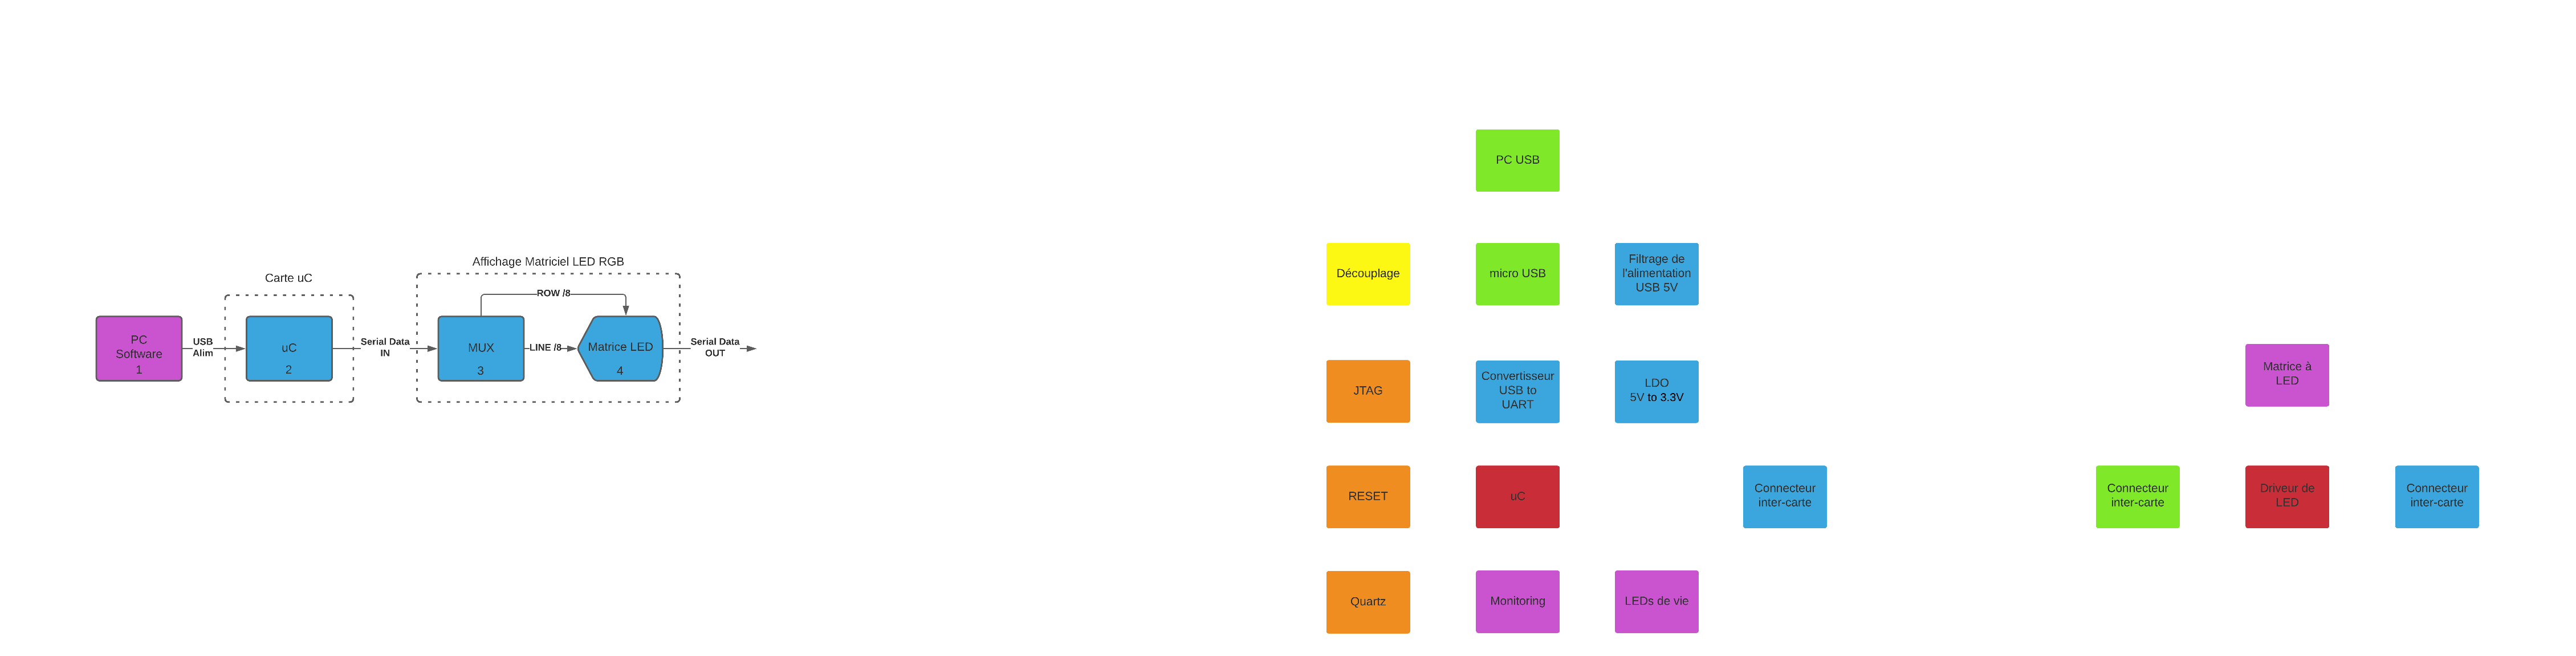 Affichage Matriciel LED RGB
Carte uC
ROW /8
PC
Software
1
USB
Alim
uC
2
Serial Data
IN
MUX
3
LINE /8
Matrice LED
4
Serial Data
OUT
PC USB
Découplage
micro USB
Filtrage de
l'alimentation
USB 5V
JTAG
Convertisseur
USB to
UART
LDO
5V to 3.3V
RESET
uC
Connecteur
inter-carte
Quartz
Monitoring
LEDs de vie
Matrice à
LED
Connecteur
inter-carte
Driveur de
LED
Connecteur
inter-carte